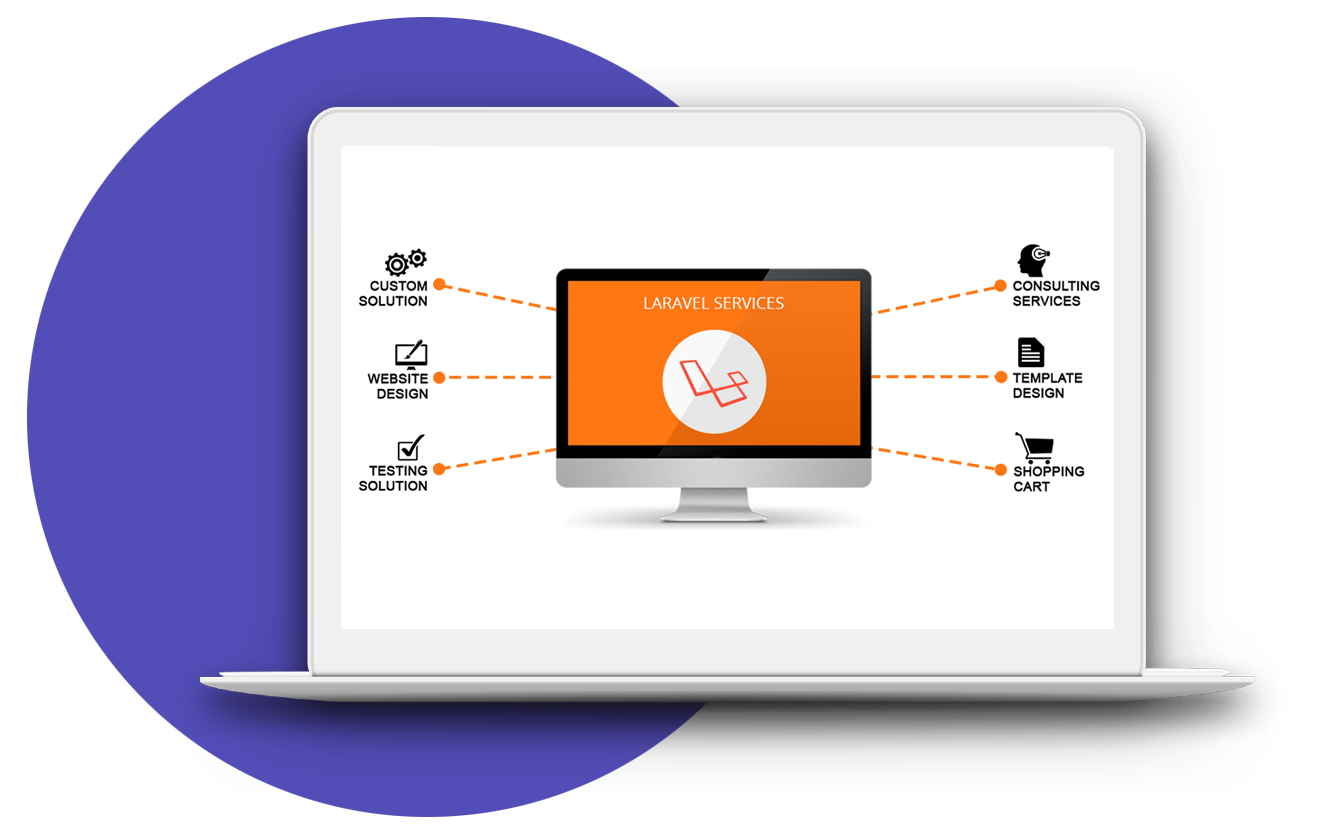 LARAVEL SERVICES
CUSTOM
SOLUTION
WEBSITE
DESIGN
TESTING
SOLUTION
CONSULTING
SERVICES
TEMPLATE
DESIGN
SHOPPING
CART